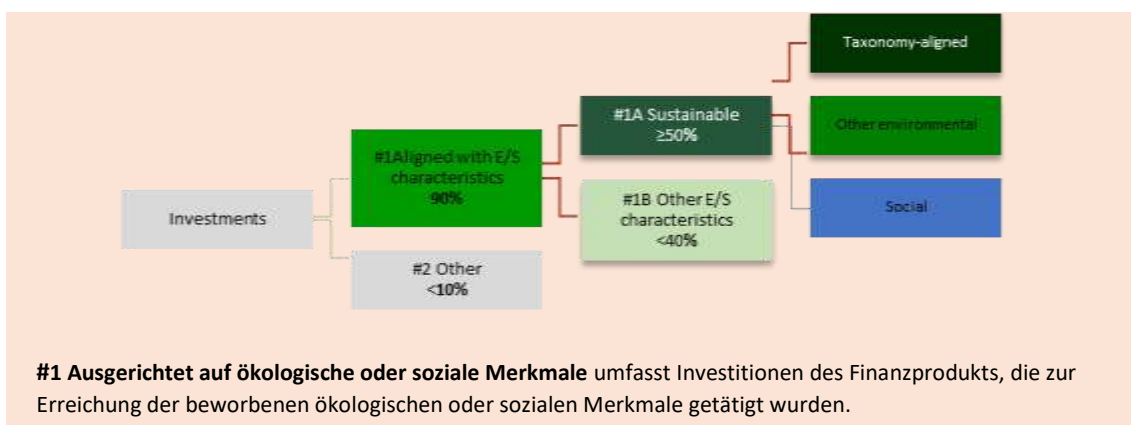 Taxonomy-aligned
#1A Sustainable
≥50%
Other environmental
#1Aligned with E/S
characteristics
90%
#1B Other E/S
characteristics
<40%
Social
Investments
#2 Other
<10%
#1 Ausgerichtet auf ökologische oder soziale Merkmale umfasst Investitionen des Finanzprodukts, die zur
Erreichung der beworbenen ökologischen oder sozialen Merkmale getätigt wurden.